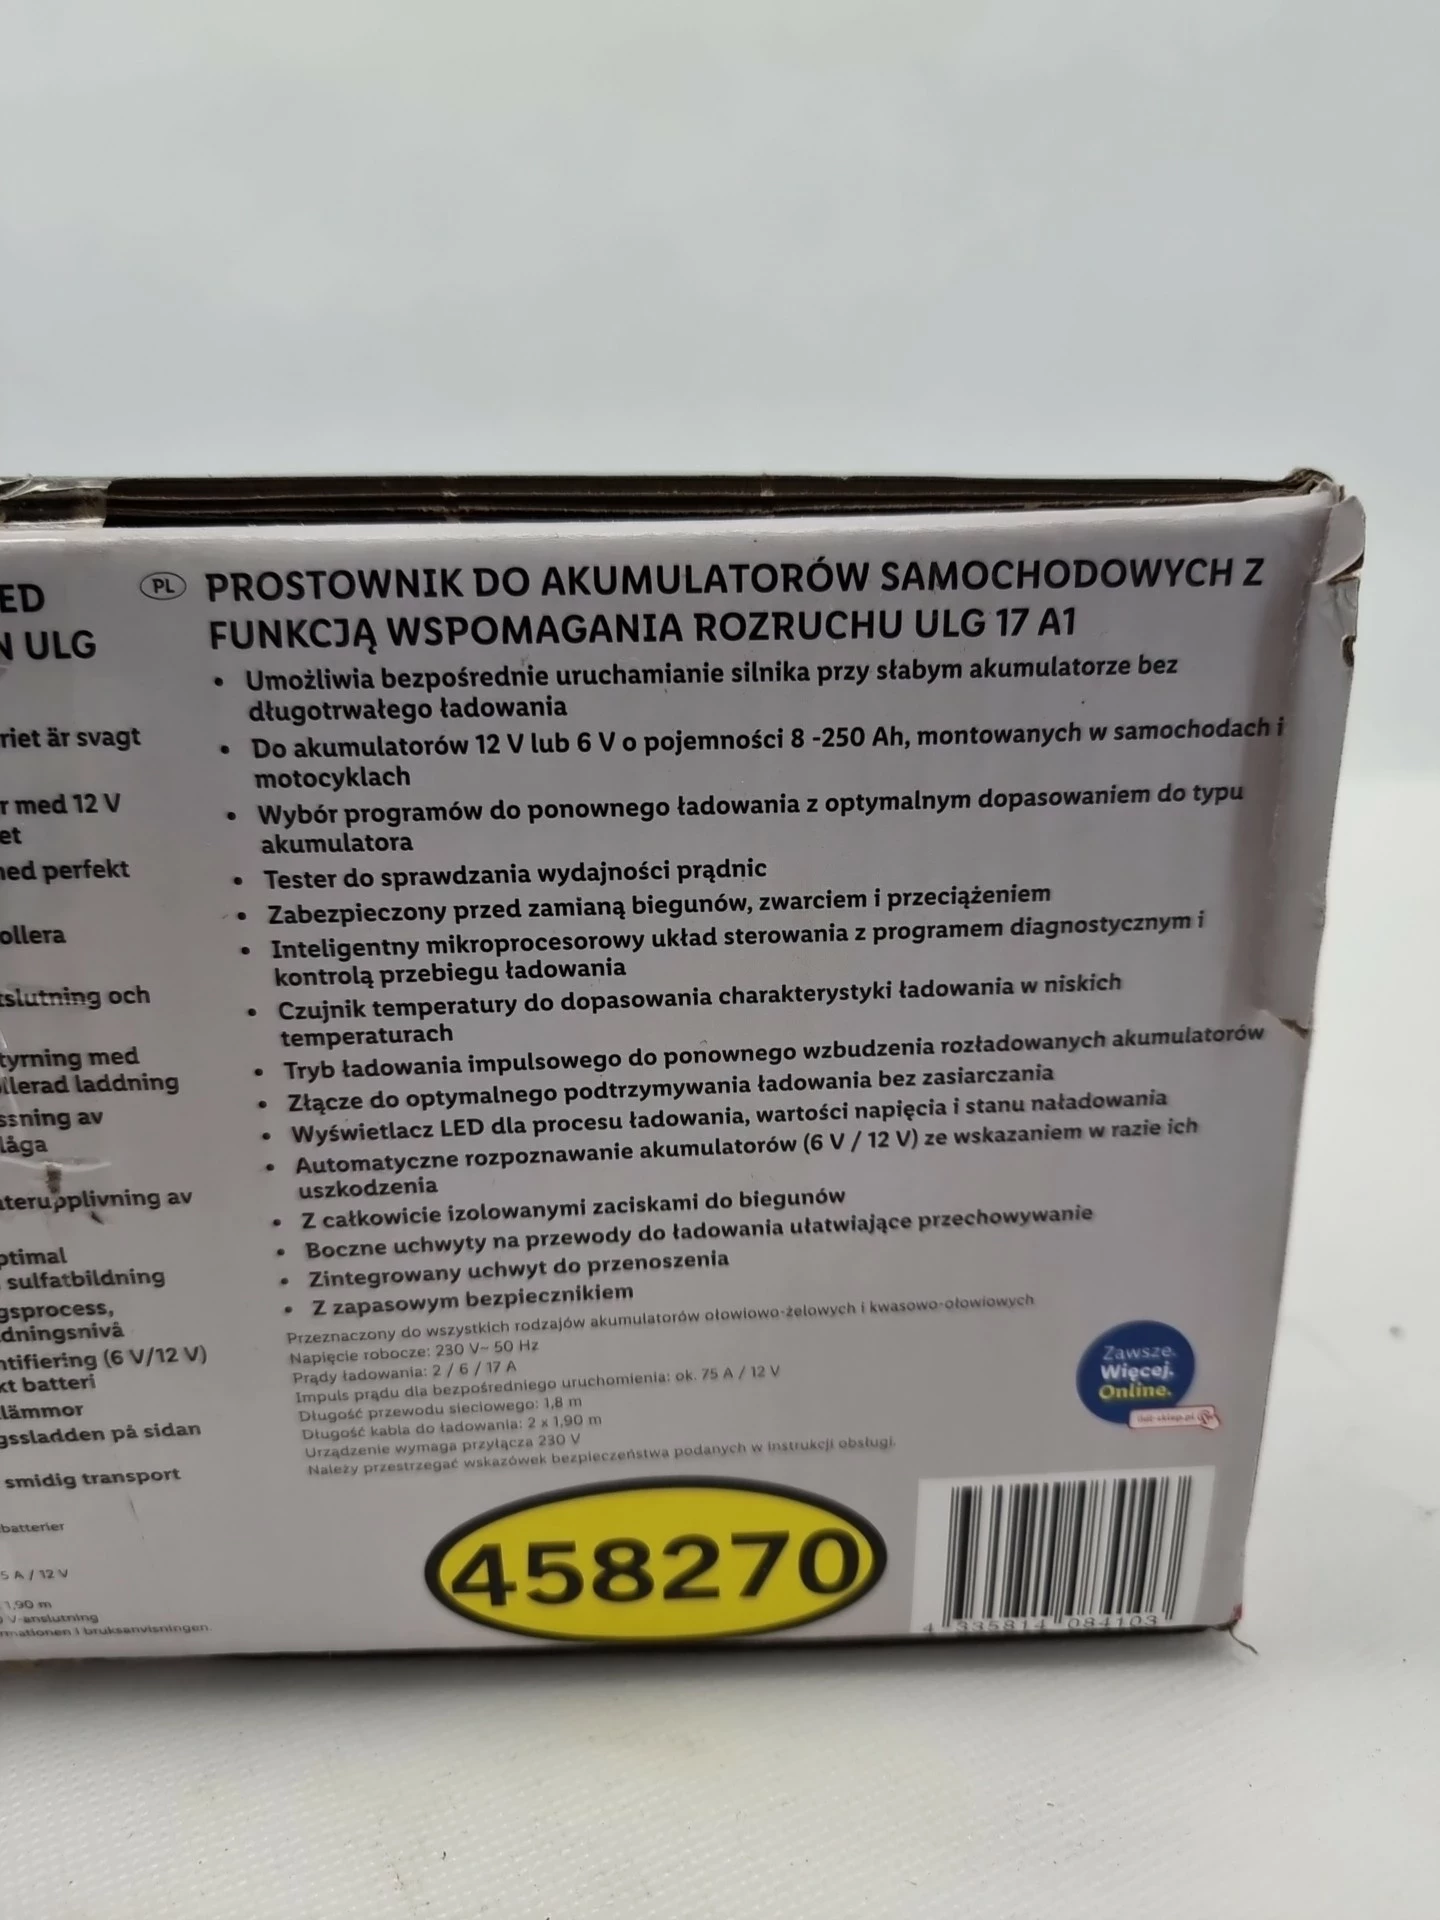 ED
N ULG
riet är svagt
r med 12 V
et
ned perfekt
ollera
tslutning och
tyrning med
llerad laddning
ssning av
låga
aterupplivning av
ptimal
sulfatbildning
gsprocess,
dningsnivå
ntifiering (6 V/12 V)
kt batteri
lämmor
gssladden på sidan
smidig transport
batterier
5 A / 12 V
1,90 m
V-anslutning
rmationen i bruksanvisningen.
PL PROSTOWNIK DO AKUMULATORÓW SAMOCHODOWYCH Z
FUNKCJĄ WSPOMAGANIA ROZRUCHU ULG 17 A1
• Umożliwia bezpośrednie uruchamianie silnika przy słabym akumulatorze bez
długotrwałego ładowania
• Do akumulatorów 12 V lub 6 V o pojemności 8 -250 Ah, montowanych w samochodach i
motocyklach
• Wybór programów do ponownego ładowania z optymalnym dopasowaniem do typu
akumulatora
• Tester do sprawdzania wydajności prądnic
• Zabezpieczony przed zamianą biegunów, zwarciem i przeciążeniem
• Inteligentny mikroprocesorowy układ sterowania z programem diagnostycznym i
kontrolą przebiegu ładowania
• Czujnik temperatury do dopasowania charakterystyki ładowania w niskich
temperaturach
• Tryb ładowania impulsowego do ponownego wzbudzenia rozładowanych akumulatorów
• Złącze do optymalnego podtrzymywania ładowania bez zasiarczania
• Wyświetlacz LED dla procesu ładowania, wartości napięcia i stanu naładowania
• Automatyczne rozpoznawanie akumulatorów (6 V / 12 V) ze wskazaniem w razie ich
uszkodzenia
• Z całkowicie izolowanymi zaciskami do biegunów
• Boczne uchwyty na przewody do ładowania ułatwiające przechowywanie
• Zintegrowany uchwyt do przenoszenia
• Z zapasowym bezpiecznikiem
Przeznaczony do wszystkich rodzajów akumulatorów ołowiowo-żelowych i kwasowo-ołowiowych
Napięcie robocze: 230 V~ 50 Hz
Prądy ładowania: 2 / 6 / 17 A
Impuls prądu dla bezpośredniego uruchomienia: ok. 75 A / 12 V
Długość przewodu sieciowego: 1,8 m
Długość kabla do ładowania: 2 x 1,90 m
Urządzenie wymaga przyłącza 230 V
Należy przestrzegać wskazówek bezpieczeństwa podanych w instrukcji obsługi.
Zawsze.
Więcej.
Online.
lidl-sklep.pl
458270
4 335814 084103